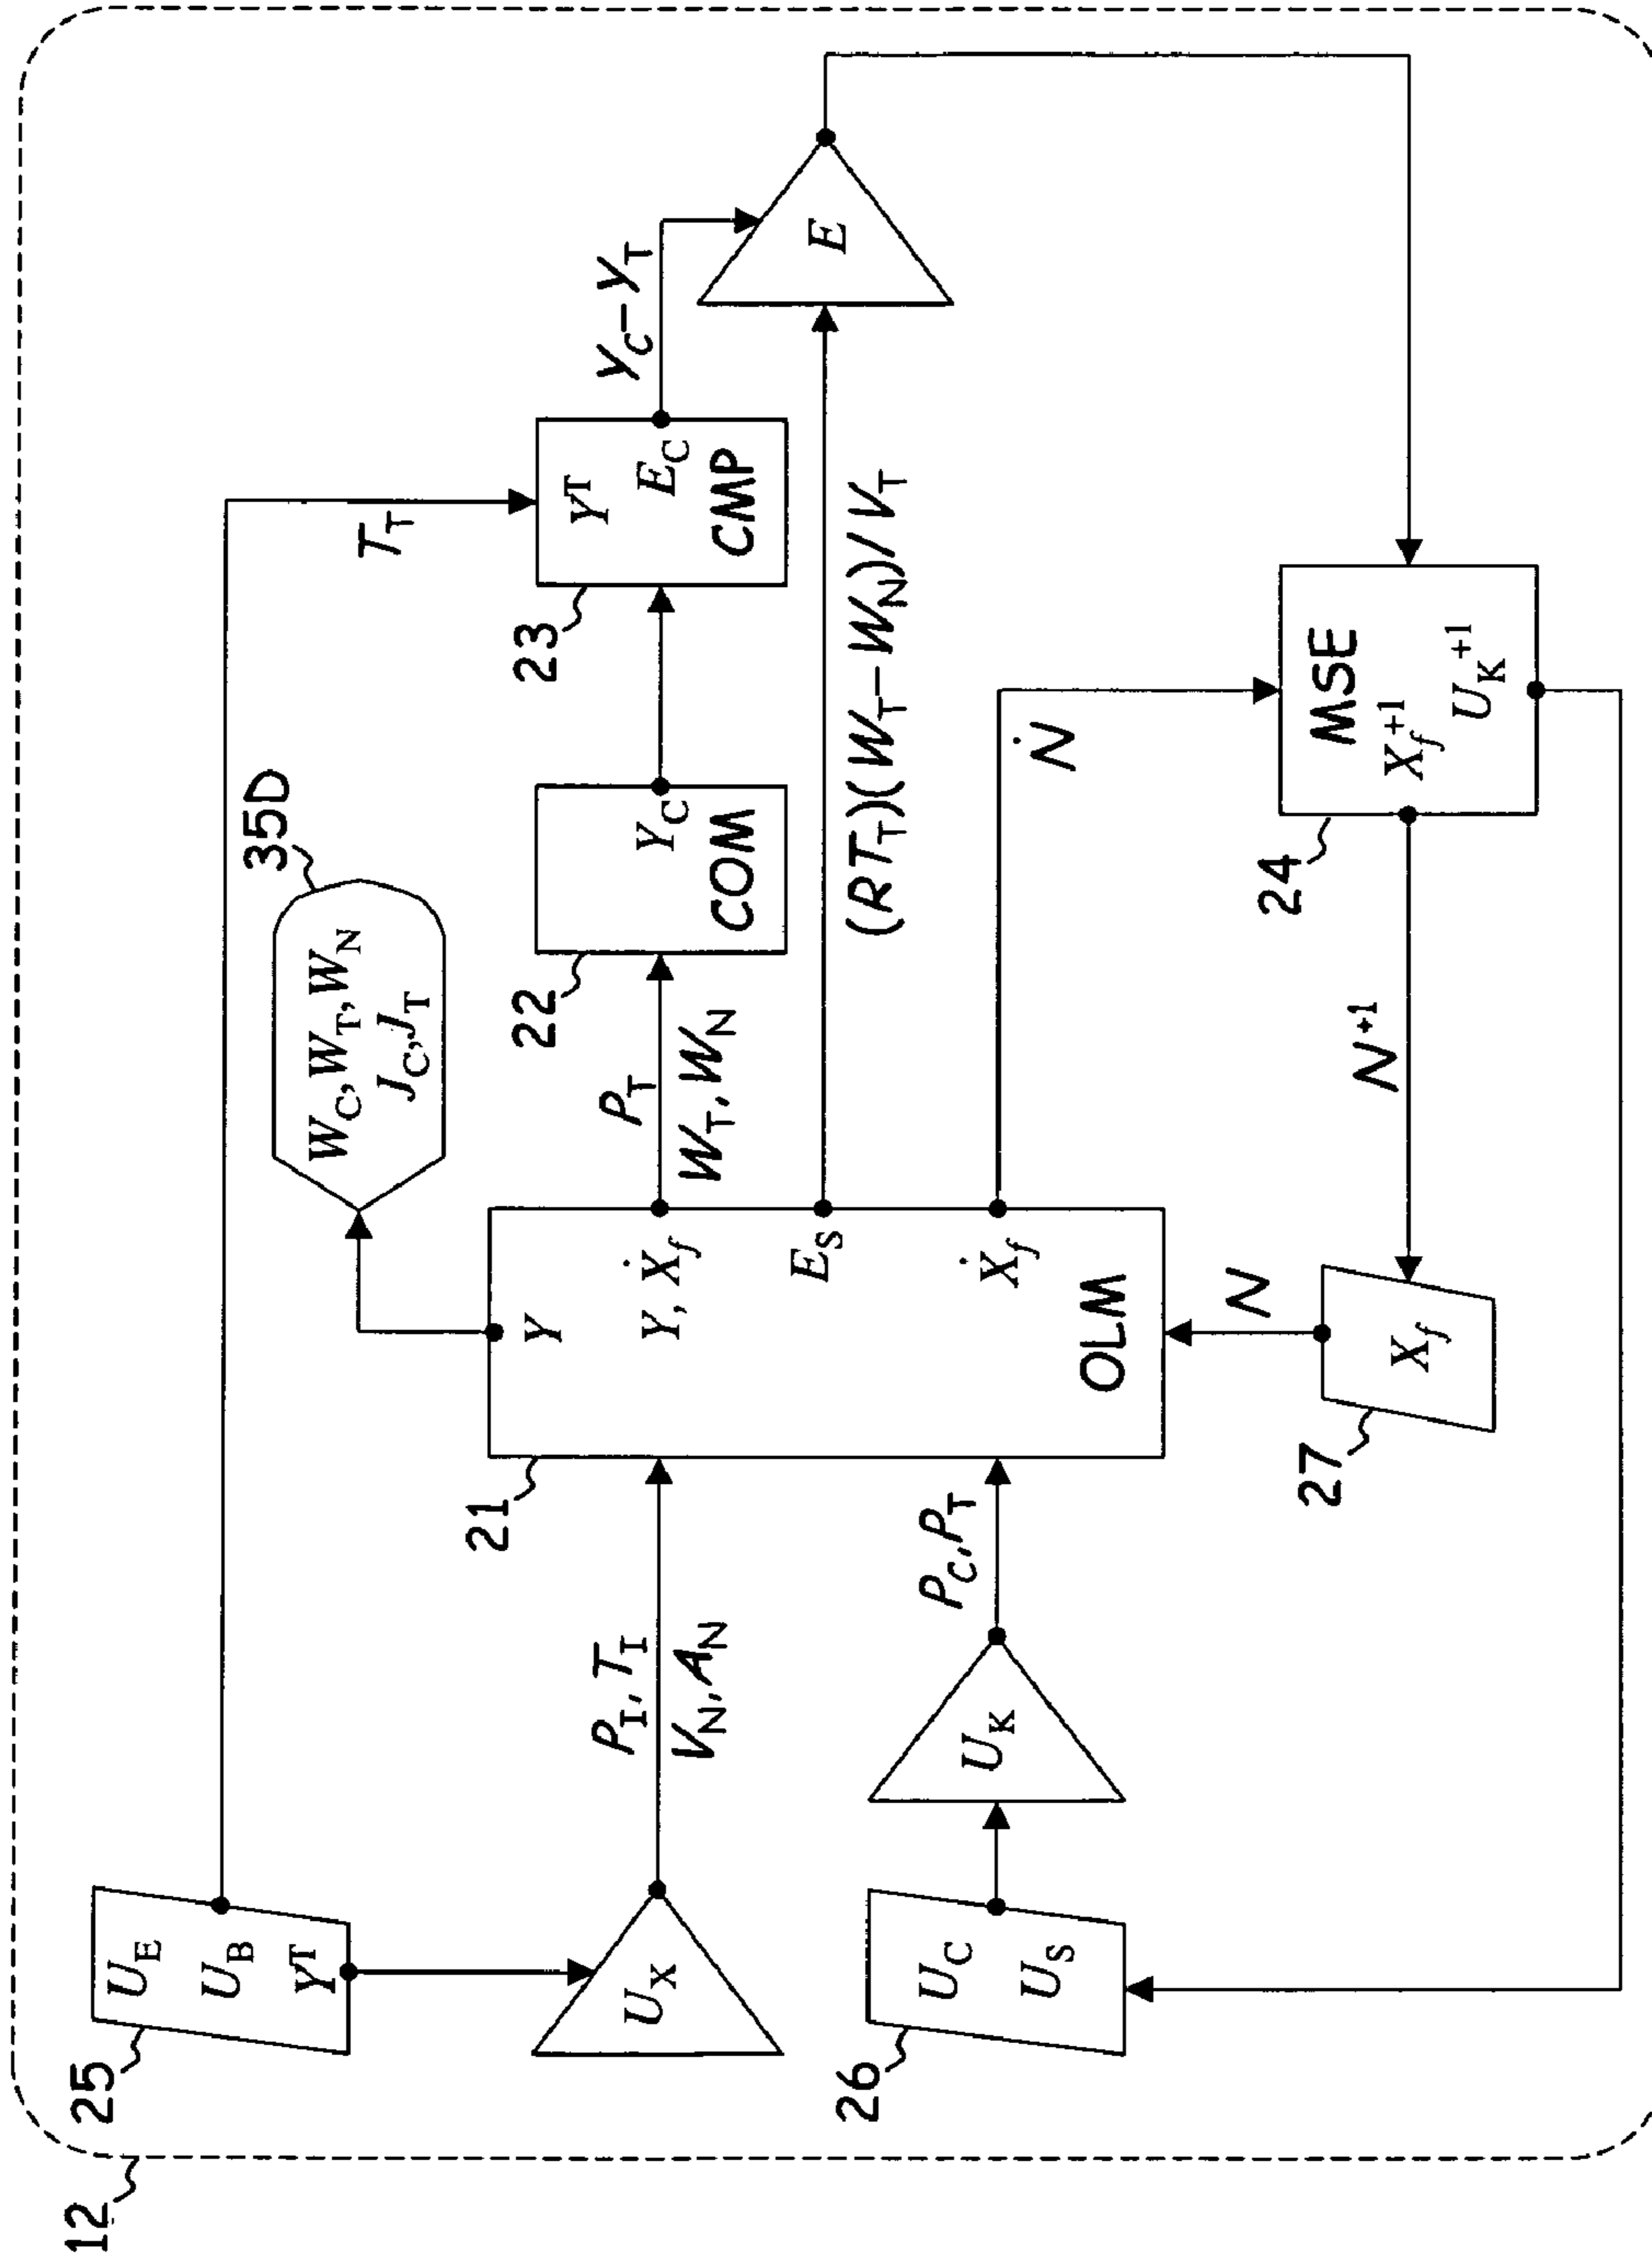 12
25
U_E
U_B
Y^T
T_T
U_X
P_I, T_I
V_N, A_N
26
U_C
U_S
U_K
P_C, P_T
21
Y
Y, Ẋ_f
E_S
Ẋ_f
OLM
35D
W_C, W_T, W_N
J_C, J_T
P_T
W_T, W_N
22
Y_C
COM
23
Y^T
E_C
CMP
Y_C-Y_T
E
(RT_T)(W_T-W_N)/V_T
Ṅ
27
X_f
N
N^+1
24
MSE
X_f^+1
U_K^+1